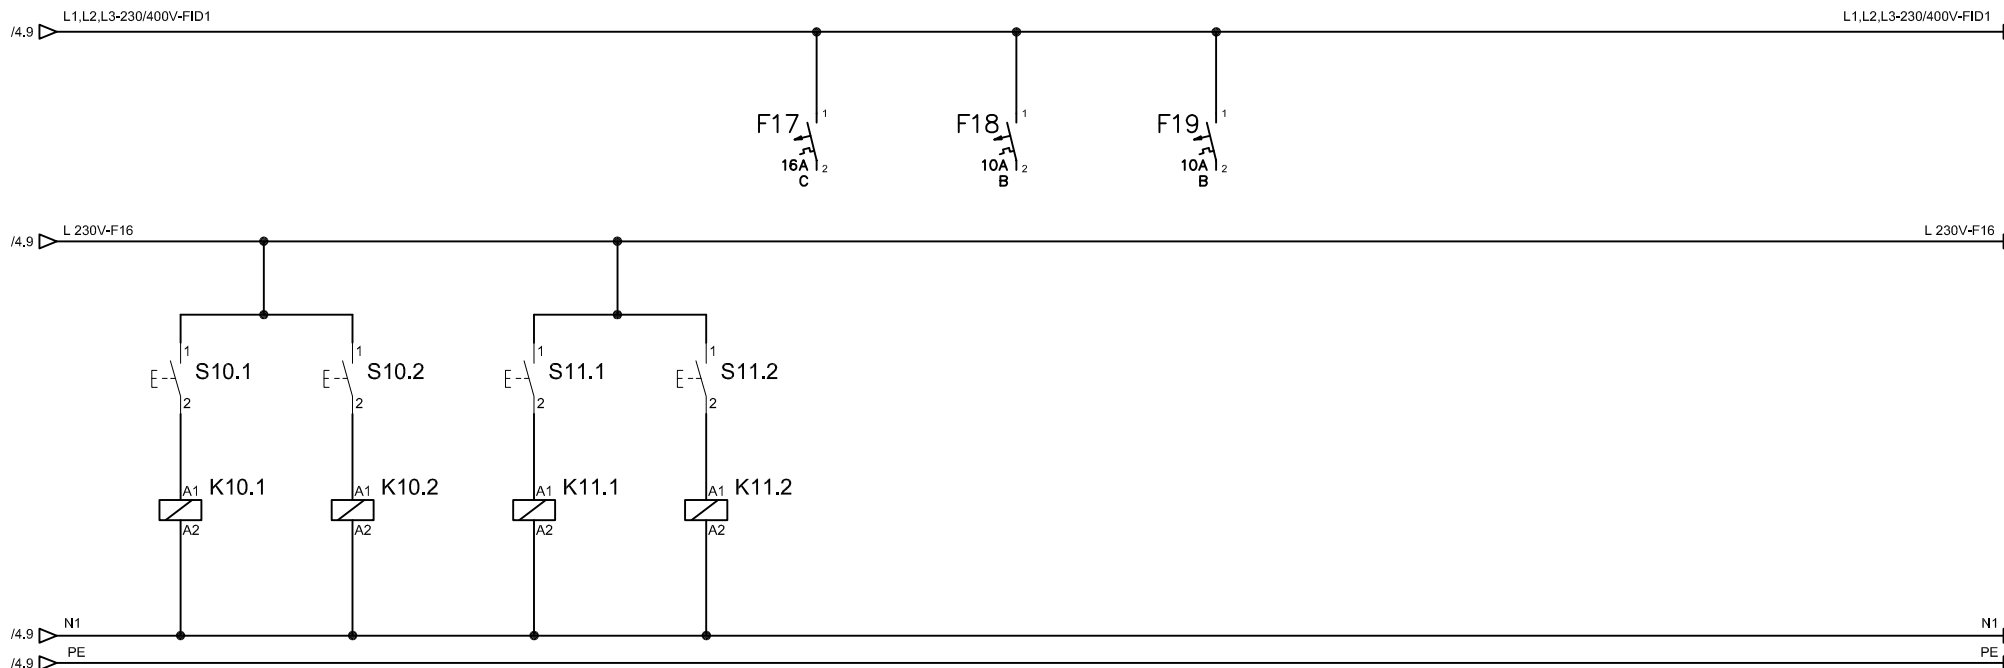 L1,L2,L3-230/400V-FID1 L1,L2,L3-230/400V-FID1
/4.9
1 1 1
F17 F18 F19
16A 2 10A 2 10A 2
C B B
L 230V-F16 L 230V-F16
/4.9
1 1 1 1
S10.1 S10.2 S11.1 S11.2
2 2 2 2
A1 K10.1 A1 K10.2 A1 K11.1 A1 K11.2
A2 A2 A2 A2
N1 N1
/4.9
PE PE
/4.9